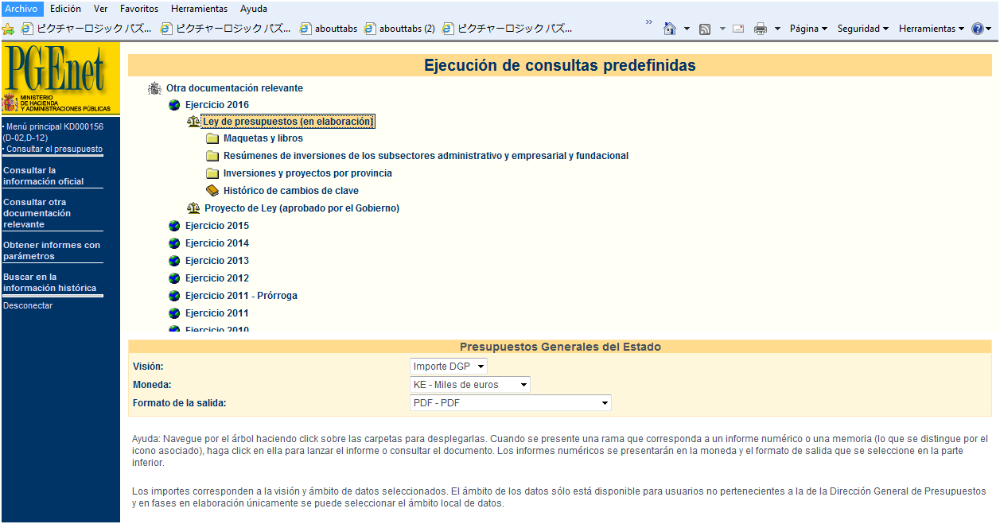 Archivo Edición Ver Favoritos Herramientas Ayuda
ピクチャーロジック パズ... ピクチャーロジック パズ... abouttabs abouttabs (2) ピクチャーロジック パズ... » Página Seguridad Herramientas
PGEnet
MINISTERIO
DE HACIENDA
Y ADMINISTRACIONES PÚBLICAS
• Menú principal KD000156
(D-02,D-12)
• Consultar el presupuesto
Consultar la
información oficial
Consultar otra
documentación
relevante
Obtener informes con
parámetros
Buscar en la
información histórica
Desconectar
Ejecución de consultas predefinidas
Otra documentación relevante
Ejercicio 2016
Ley de presupuestos (en elaboración)
Maquetas y libros
Resúmenes de inversiones de los subsectores administrativo y empresarial y fundacional
Inversiones y proyectos por provincia
Histórico de cambios de clave
Proyecto de Ley (aprobado por el Gobierno)
Ejercicio 2015
Ejercicio 2014
Ejercicio 2013
Ejercicio 2012
Ejercicio 2011 - Prórroga
Ejercicio 2011
Ejercicio 2010
Presupuestos Generales del Estado
Visión: Importe DGP
Moneda: KE - Miles de euros
Formato de la salida: PDF - PDF
Ayuda: Navegue por el árbol haciendo click sobre las carpetas para desplegarlas. Cuando se presente una rama que corresponda a un informe numérico o una memoria (lo que se distingue por el
icono asociado), haga click en ella para lanzar el informe o consultar el documento. Los informes numéricos se presentarán en la moneda y el formato de salida que se seleccione en la parte
inferior.
Los importes corresponden a la visión y ámbito de datos seleccionados. El ámbito de los datos sólo está disponible para usuarios no pertenecientes a la de la Dirección General de Presupuestos
y en fases en elaboración únicamente se puede seleccionar el ámbito local de datos.